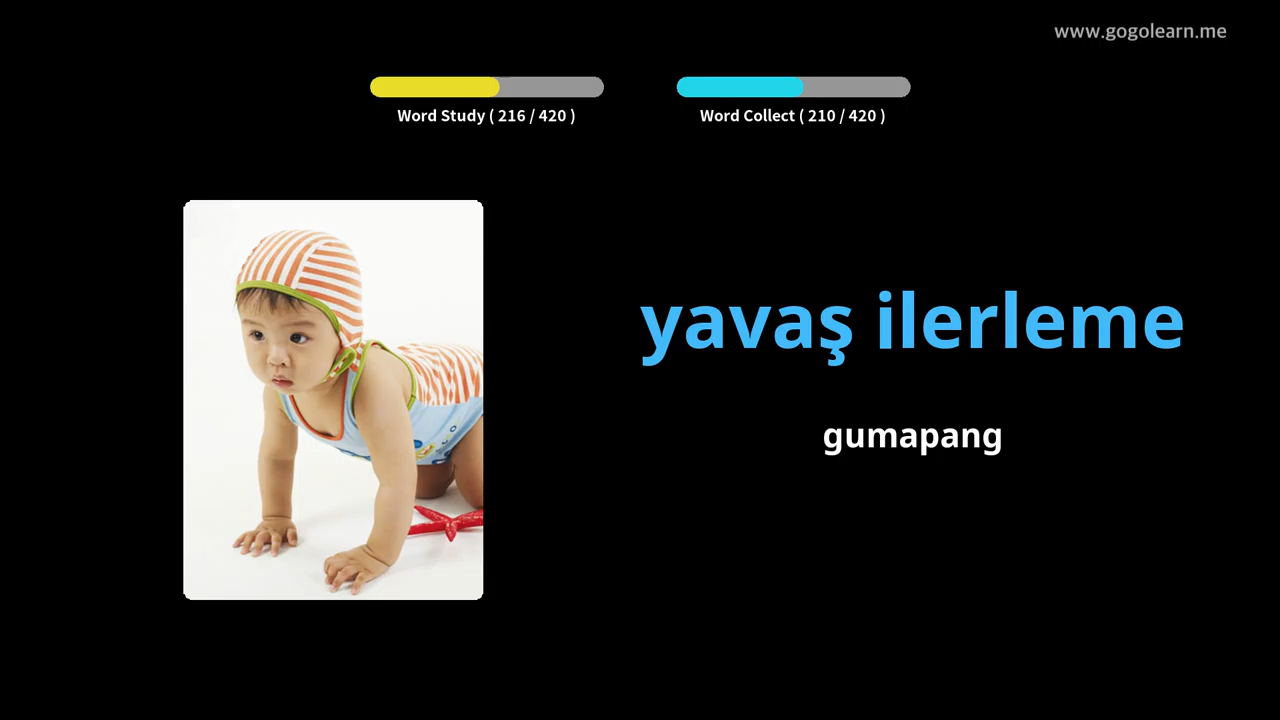 www.gogolearn.me
Word Study ( 216 / 420 )
Word Collect ( 210 / 420 )
yavaş ilerleme
gumapang